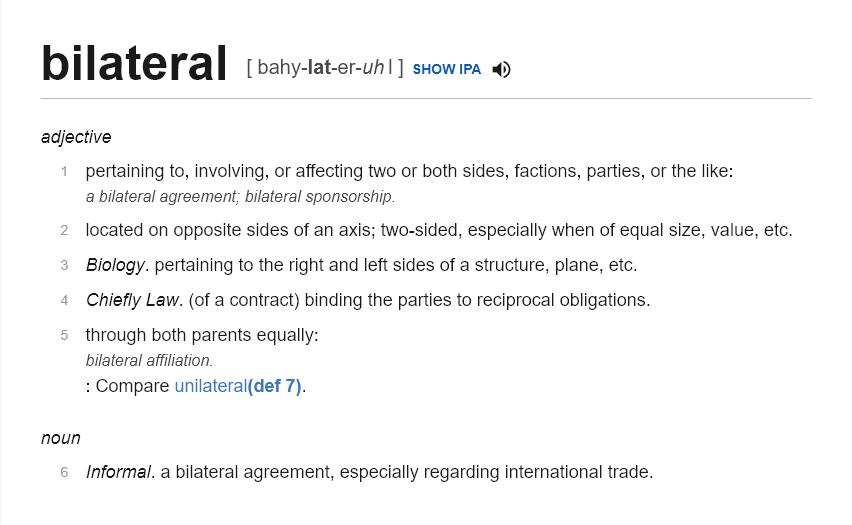 bilateral [ bahy-lat-er-uhl ] SHOW IPA
adjective
1 pertaining to, involving, or affecting two or both sides, factions, parties, or the like:
a bilateral agreement; bilateral sponsorship.
2 located on opposite sides of an axis; two-sided, especially when of equal size, value, etc.
3 Biology. pertaining to the right and left sides of a structure, plane, etc.
4 Chiefly Law. (of a contract) binding the parties to reciprocal obligations.
5 through both parents equally:
bilateral affiliation.
: Compare unilateral(def 7).
noun
6 Informal. a bilateral agreement, especially regarding international trade.